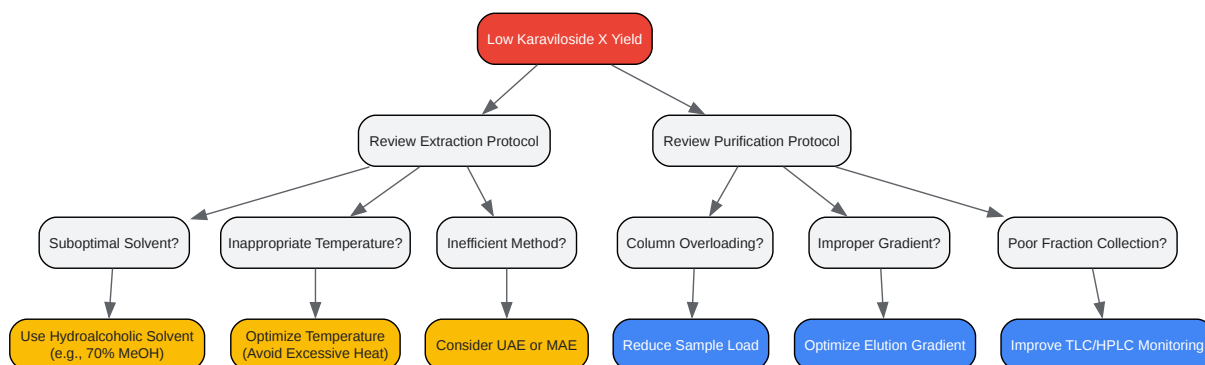 Low Karaviloside X Yield
Review Extraction Protocol
Review Purification Protocol
Suboptimal Solvent?
Inappropriate Temperature?
Inefficient Method?
Column Overloading?
Improper Gradient?
Poor Fraction Collection?
Use Hydroalcoholic Solvent
(e.g., 70% MeOH)
Optimize Temperature
(Avoid Excessive Heat)
Consider UAE or MAE
Reduce Sample Load
Optimize Elution Gradient
Improve TLC/HPLC Monitoring